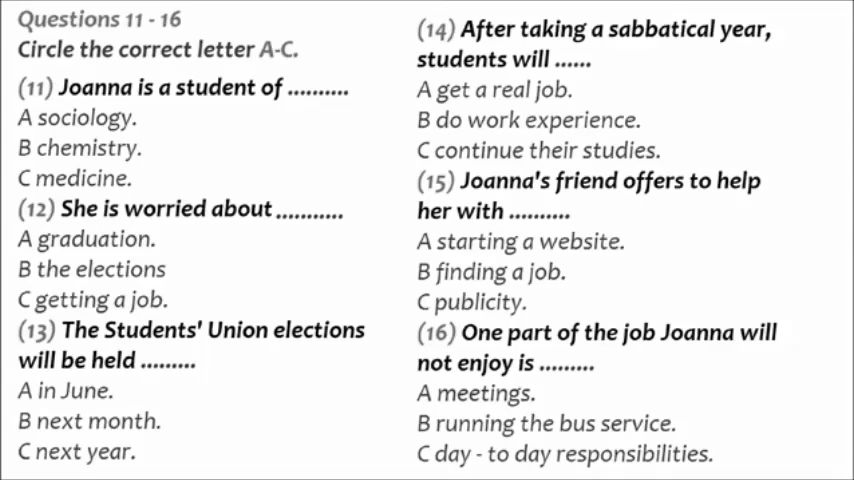 Questions 11 - 16
Circle the correct letter A-C.
(11) Joanna is a student of ..........
A sociology.
B chemistry.
C medicine.
(12) She is worried about ...........
A graduation.
B the elections
C getting a job.
(13) The Students' Union elections
will be held .........
A in June.
B next month.
C next year.
(14) After taking a sabbatical year,
students will ......
A get a real job.
B do work experience.
C continue their studies.
(15) Joanna's friend offers to help
her with ..........
A starting a website.
B finding a job.
C publicity.
(16) One part of the job Joanna will
not enjoy is .........
A meetings.
B running the bus service.
C day - to day responsibilities.